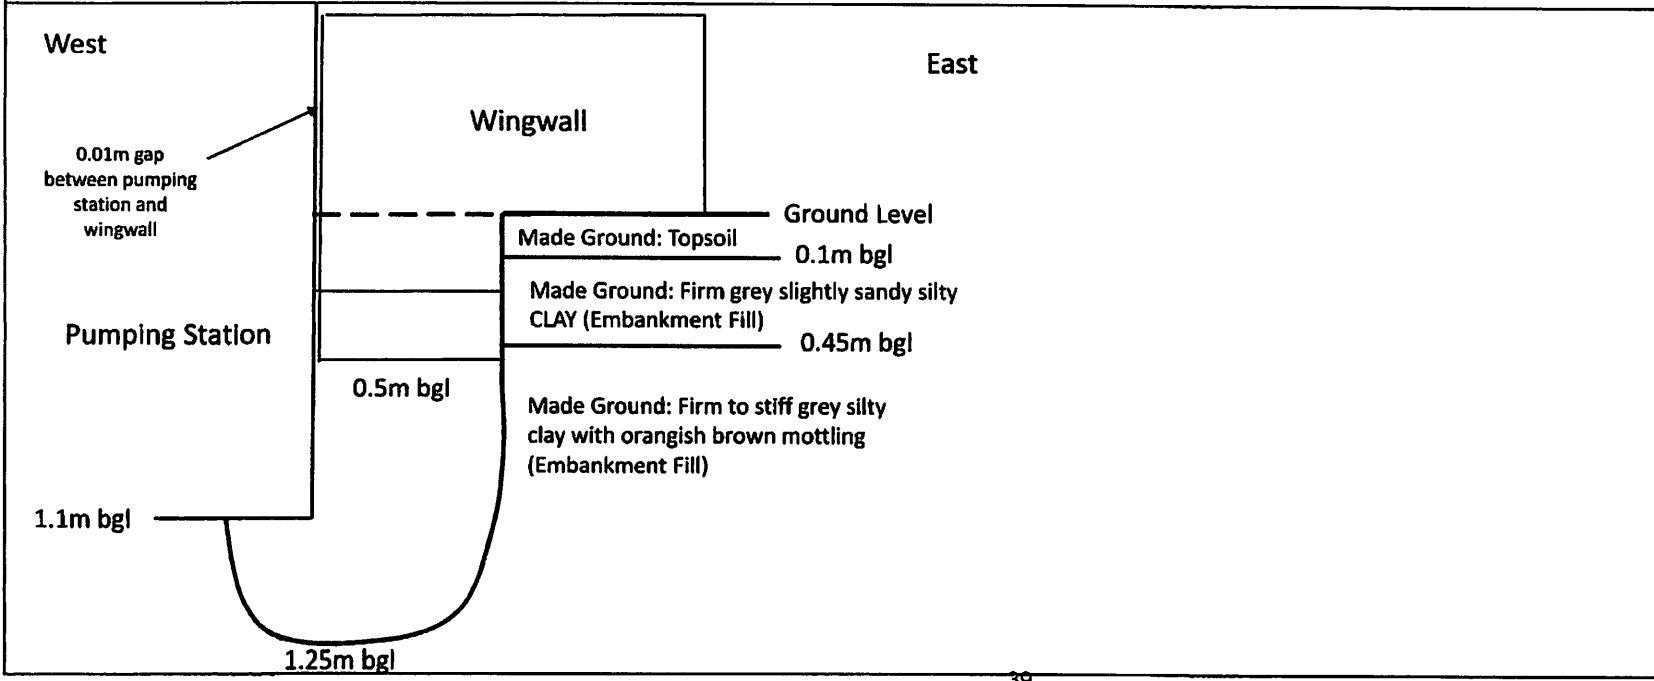 West
East
Wingwall
0.01m gap
between pumping
station and
wingwall
Ground Level
Made Ground: Topsoil
0.1m bgl
Made Ground: Firm grey slightly sandy silty
CLAY (Embankment Fill)
0.45m bgl
Pumping Station
0.5m bgl
Made Ground: Firm to stiff grey silty
clay with orangish brown mottling
(Embankment Fill)
1.1m bgl
1.25m bgl
39